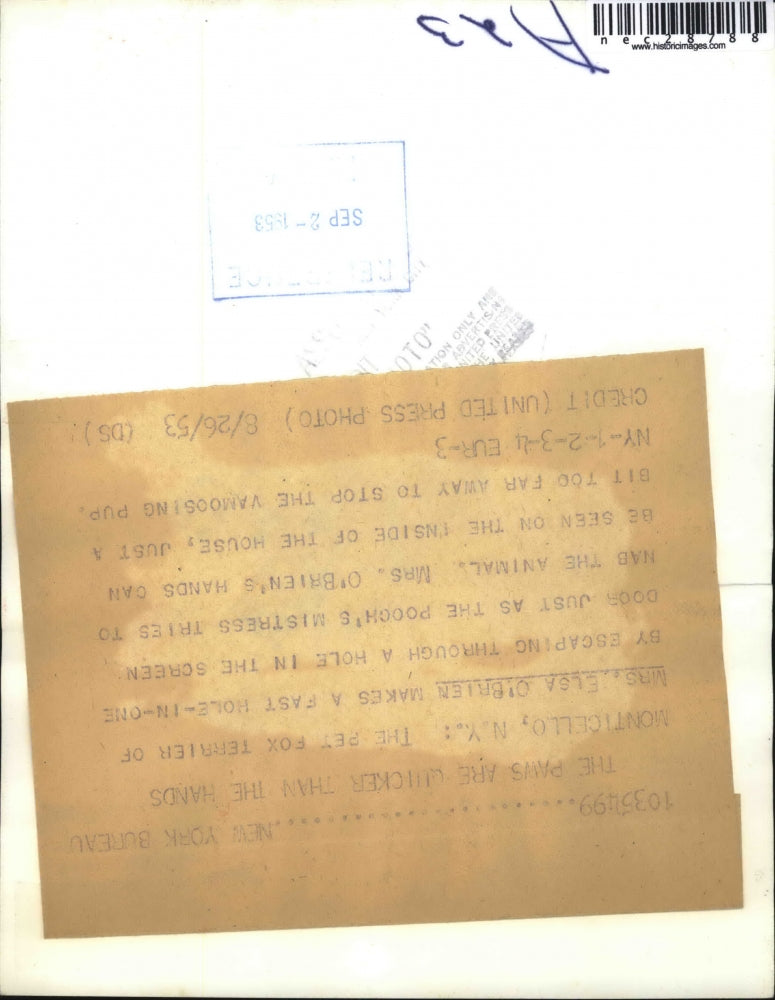 A23
nec28788
www.historicimages.com
SEP 2 - 1953
1035499.......................NEW YORK BUREAU
THE PAWS ARE QUICKER THAN THE HANDS
MONTICELLO, N.Y.: THE PET FOX TERRIER OF
MRS. ELSA O'BRIEN MAKES A FAST HOLE-IN-ONE
BY ESCAPING THROUGH A HOLE IN THE SCREEN
DOOR JUST AS THE POOCH'S MISTRESS TRIES TO
NAB THE ANIMAL. MRS. O'BRIEN'S HANDS CAN
BE SEEN ON THE INSIDE OF THE HOUSE, JUST A
BIT TOO FAR AWAY TO STOP THE VAMOOSING PUP.
NY-1-2-3-4 EUR-3
CREDIT (UNITED PRESS PHOTO) 8/26/53 (DS)